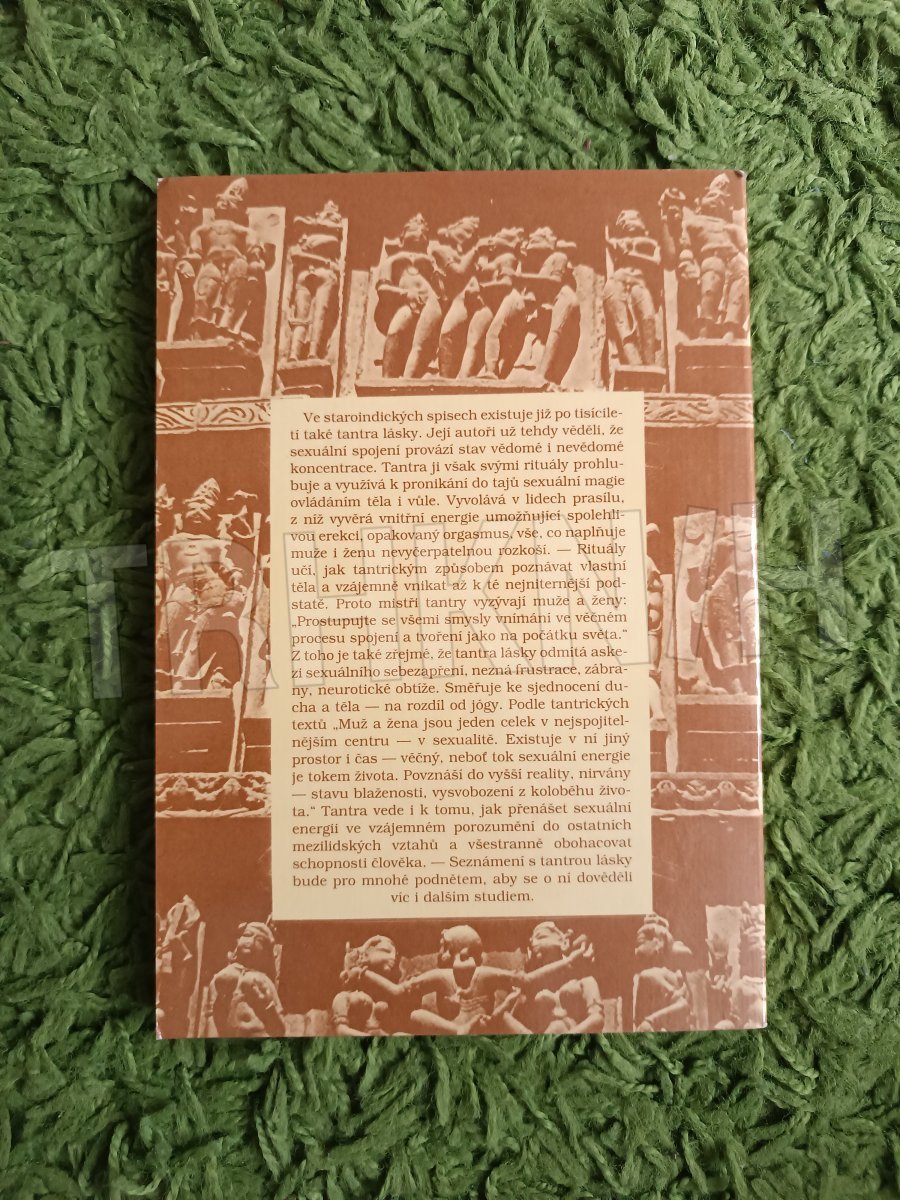 Ve staroindických spisech existuje již po tisícile-
tí také tantra lásky. Její autoři už tehdy věděli, že
sexuální spojení provází stav vědomé i nevědomé
koncentrace. Tantra ji však svými rituály prohlu-
buje a využívá k pronikání do tajů sexuální magie
ovládáním těla i vůle. Vyvolává v lidech prasílu,
z níž vyvěrá vnitřní energie umožňující spolehli-
vou erekci, opakovaný orgasmus, vše, co naplňuje
muže i ženu nevyčerpatelnou rozkoší. — Rituály
učí, jak tantrickým způsobem poznávat vlastní
těla a vzájemně vnikat až k té nejniternější pod-
statě. Proto mistři tantry vyzývají muže a ženy:
„Prostupujte se všemi smysly vnímání ve věčném
procesu spojení a tvoření jako na počátku světa.“
Z toho je také zřejmé, že tantra lásky odmítá aske-
zi sexuálního sebezapření, nezná frustrace, zábra-
ny, neurotické obtíže. Směřuje ke sjednocení du-
cha a těla — na rozdíl od jógy. Podle tantrických
textů „Muž a žena jsou jeden celek v nejspojitel-
nějším centru — v sexualitě. Existuje v ní jiný
prostor i čas — věčný, neboť tok sexuální energie
je tokem života. Povznáší do vyšší reality, nirvány
— stavu blaženosti, vysvobození z koloběhu živo-
ta.“ Tantra vede i k tomu, jak přenášet sexuální
energii ve vzájemném porozumění do ostatních
mezilidských vztahů a všestranně obohacovat
schopnosti člověka. — Seznámení s tantrou lásky
bude pro mnohé podnětem, aby se o ní dověděli
víc i dalším studiem.
TRHKNIH